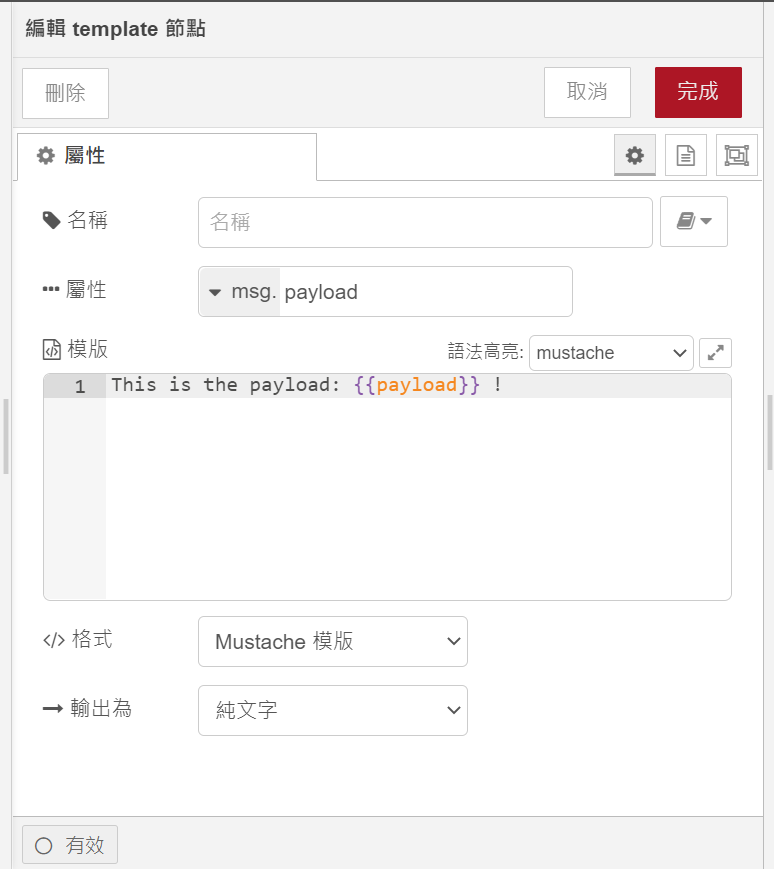 編輯 template 節點
刪除
取消
完成
屬性
名稱
名稱
屬性
msg. payload
模版
語法高亮: mustache
1 This is the payload: {{payload}} !
格式
Mustache 模版
輸出為
純文字
有效